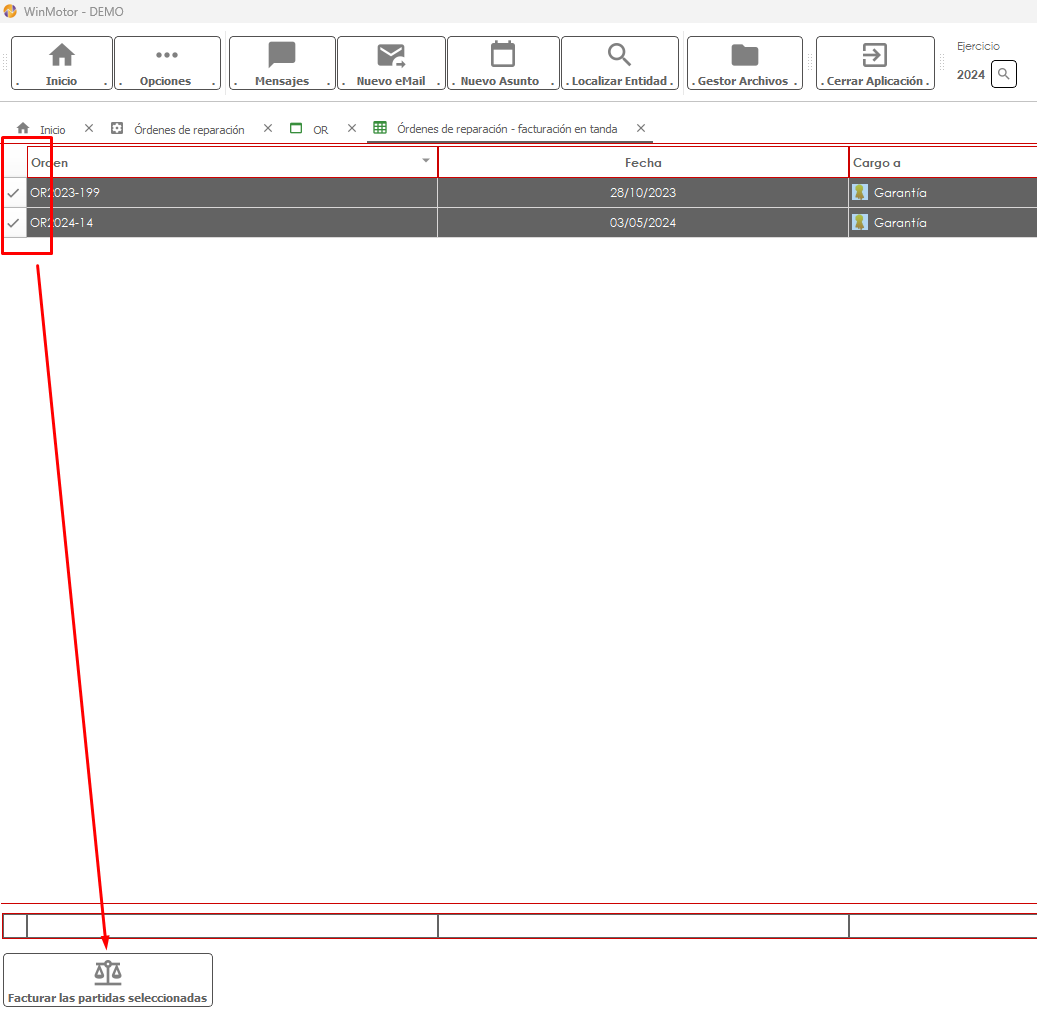 WinMotor - DEMO
Ejercicio
. Inicio . . Opciones . . Mensajes . . Nuevo eMail . . Nuevo Asunto . . Localizar Entidad . . Gestor Archivos . . Cerrar Aplicación . 2024
Inicio Órdenes de reparación OR Órdenes de reparación - facturación en tanda
Orden Fecha Cargo a
OR2023-199 28/10/2023 Garantía
OR2024-14 03/05/2024 Garantía
Facturar las partidas seleccionadas